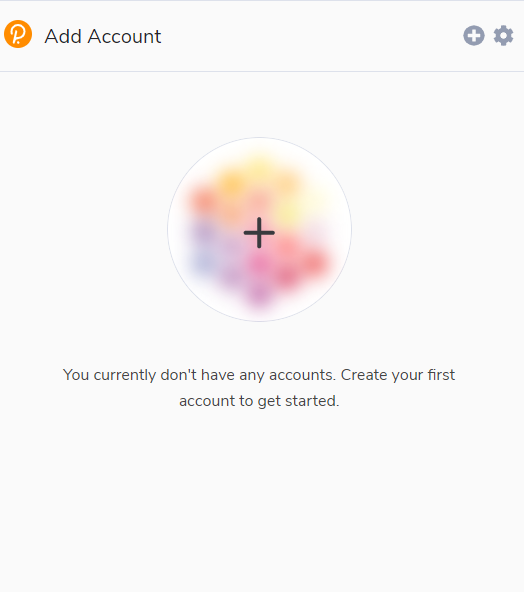 Add Account
You currently don't have any accounts. Create your first
account to get started.